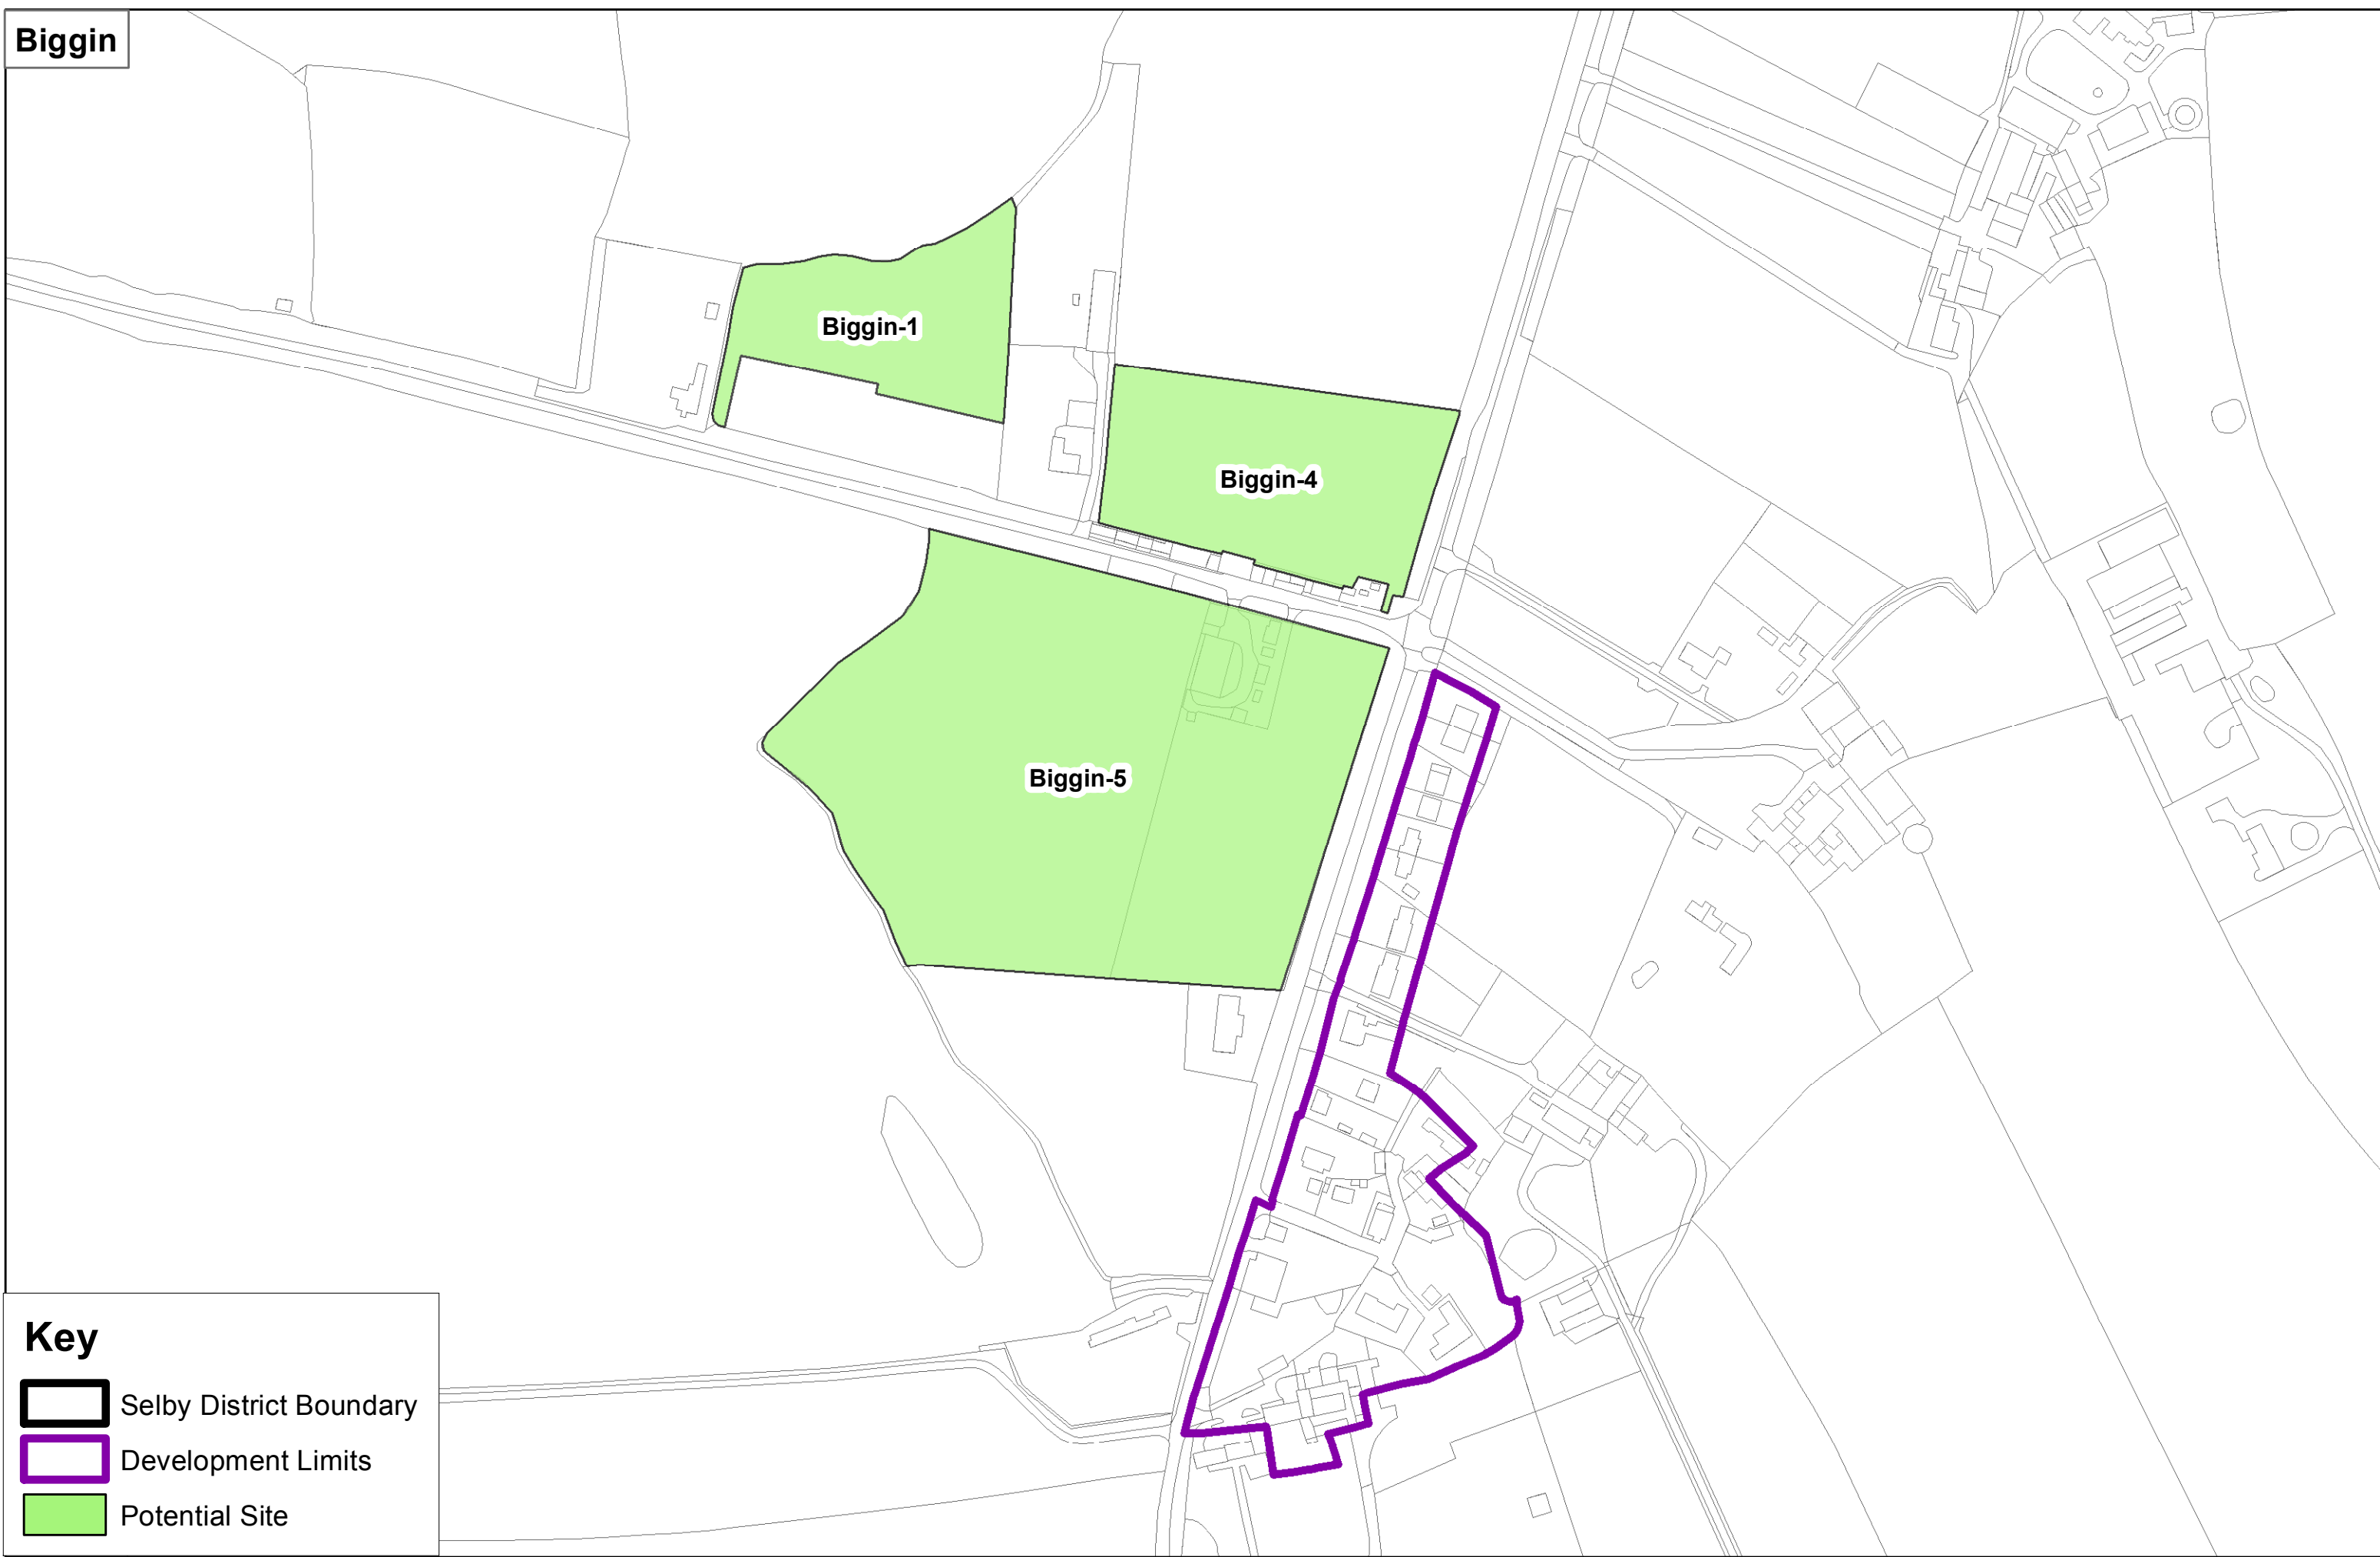 Biggin
Biggin-1
Biggin-4
Biggin-5
Key
Selby District Boundary
Development Limits
Potential Site